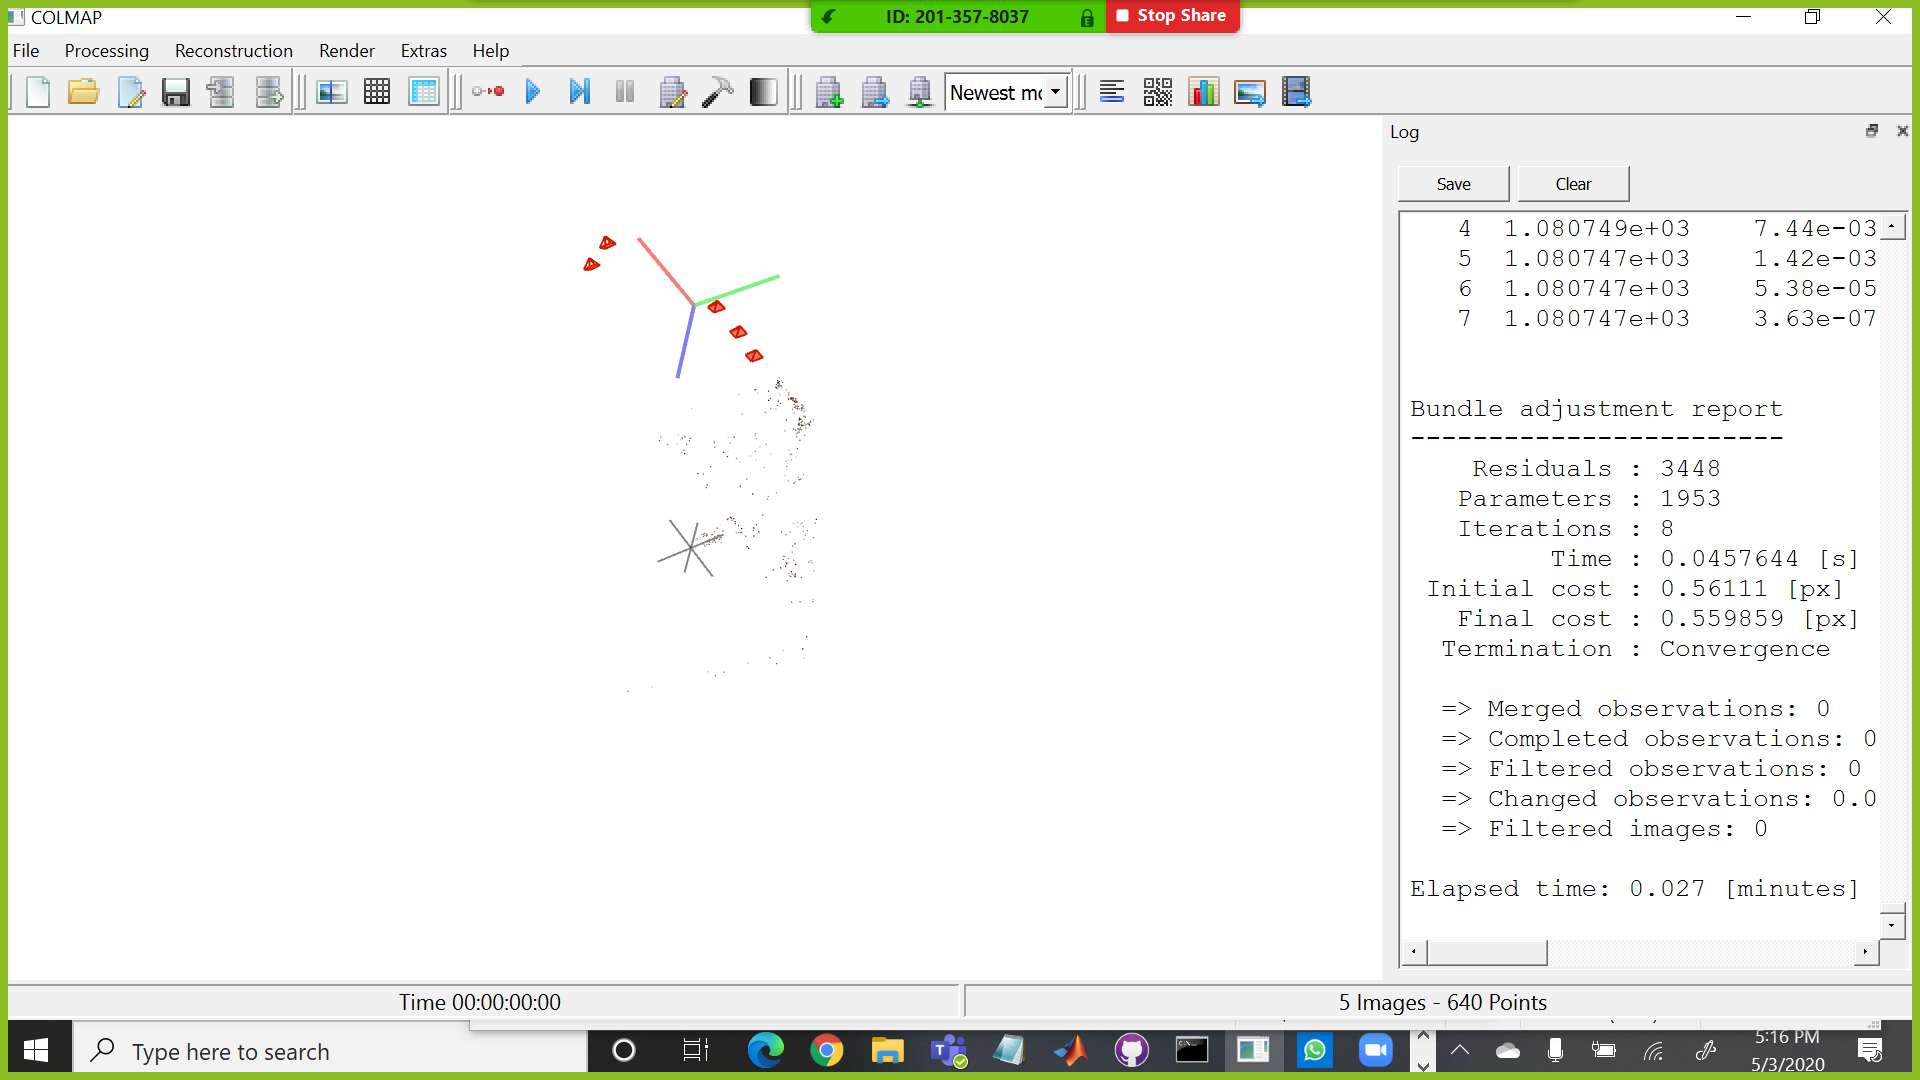 COLMAP
ID: 201-357-8037
Stop Share
File Processing Reconstruction Render Extras Help
Newest mo
Log
Save Clear
4 1.080749e+03 7.44e-03
5 1.080747e+03 1.42e-03
6 1.080747e+03 5.38e-05
7 1.080747e+03 3.63e-07
Bundle adjustment report
------------------------
Residuals : 3448
Parameters : 1953
Iterations : 8
Time : 0.0457644 [s]
Initial cost : 0.56111 [px]
Final cost : 0.559859 [px]
Termination : Convergence
=> Merged observations: 0
=> Completed observations: 0
=> Filtered observations: 0
=> Changed observations: 0.0
=> Filtered images: 0
Elapsed time: 0.027 [minutes]
Time 00:00:00:00
5 Images - 640 Points
Type here to search
5:16 PM
5/3/2020